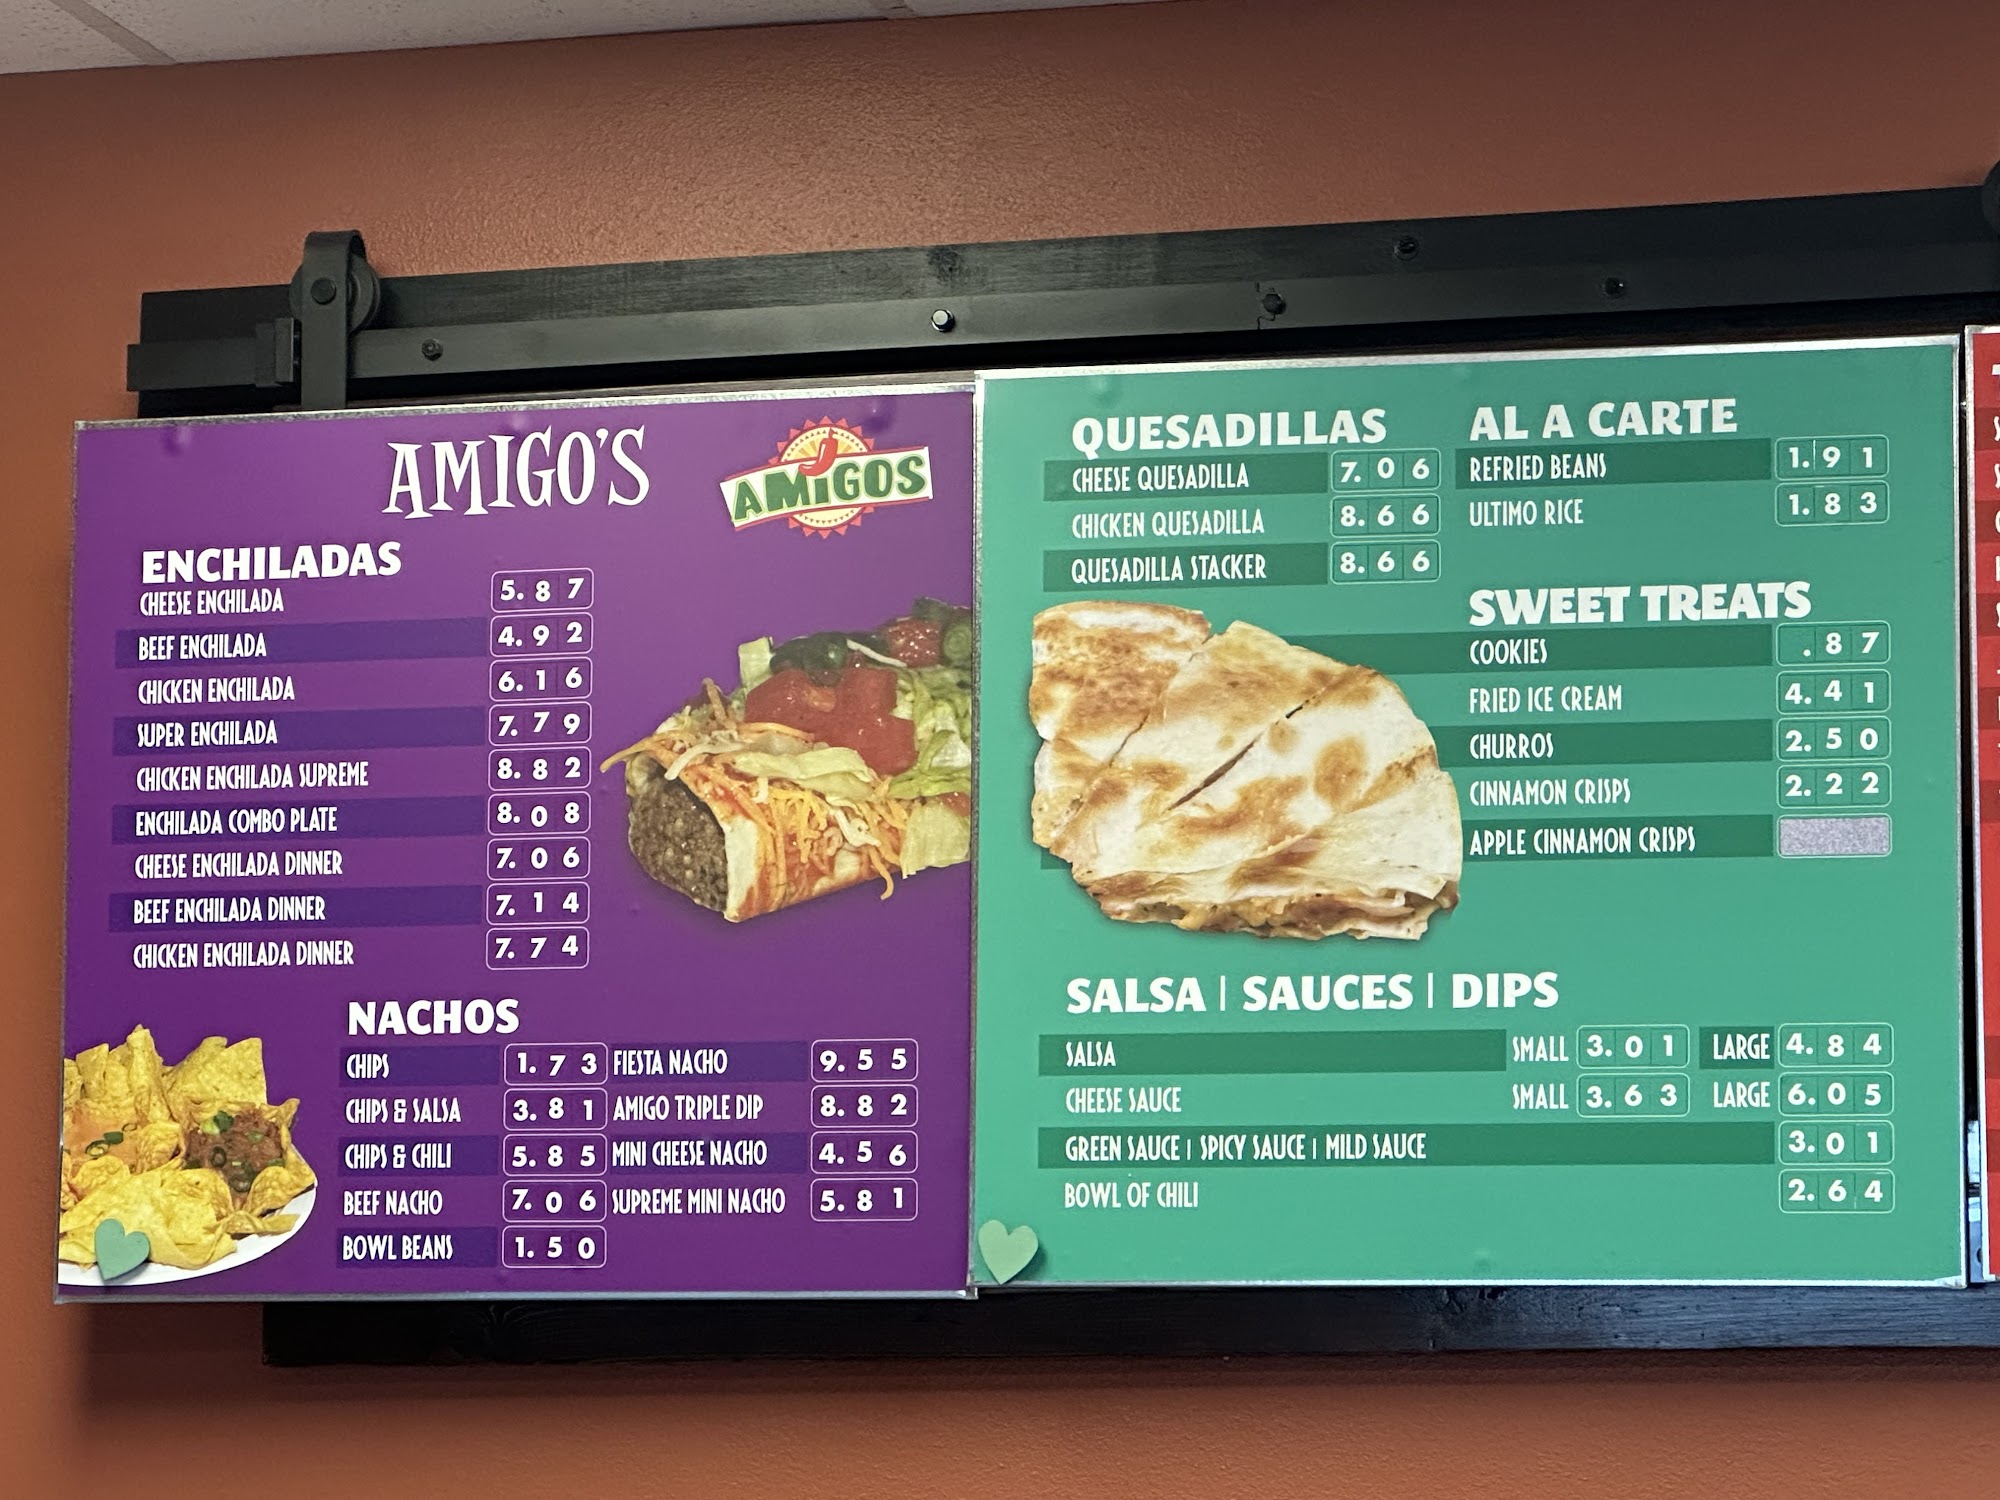 AMIGO'S
AMIGOS
ENCHILADAS
CHEESE ENCHILADA 5.87
BEEF ENCHILADA 4.92
CHICKEN ENCHILADA 6.16
SUPER ENCHILADA 7.79
CHICKEN ENCHILADA SUPREME 8.82
ENCHILADA COMBO PLATE 8.08
CHEESE ENCHILADA DINNER 7.06
BEEF ENCHILADA DINNER 7.14
CHICKEN ENCHILADA DINNER 7.74
NACHOS
CHIPS 1.73
CHIPS & SALSA 3.81
CHIPS & CHILI 5.85
BEEF NACHO 7.06
BOWL BEANS 1.50
FIESTA NACHO 9.55
AMIGO TRIPLE DIP 8.82
MINI CHEESE NACHO 4.56
SUPREME MINI NACHO 5.81
QUESADILLAS
CHEESE QUESADILLA 7.06
CHICKEN QUESADILLA 8.66
QUESADILLA STACKER 8.66
AL A CARTE
REFRIED BEANS 1.91
ULTIMO RICE 1.83
SWEET TREATS
COOKIES .87
FRIED ICE CREAM 4.41
CHURROS 2.50
CINNAMON CRISPS 2.22
APPLE CINNAMON CRISPS
SALSA | SAUCES | DIPS
SALSA SMALL 3.01 LARGE 4.84
CHEESE SAUCE SMALL 3.63 LARGE 6.05
GREEN SAUCE | SPICY SAUCE | MILD SAUCE 3.01
BOWL OF CHILI 2.64